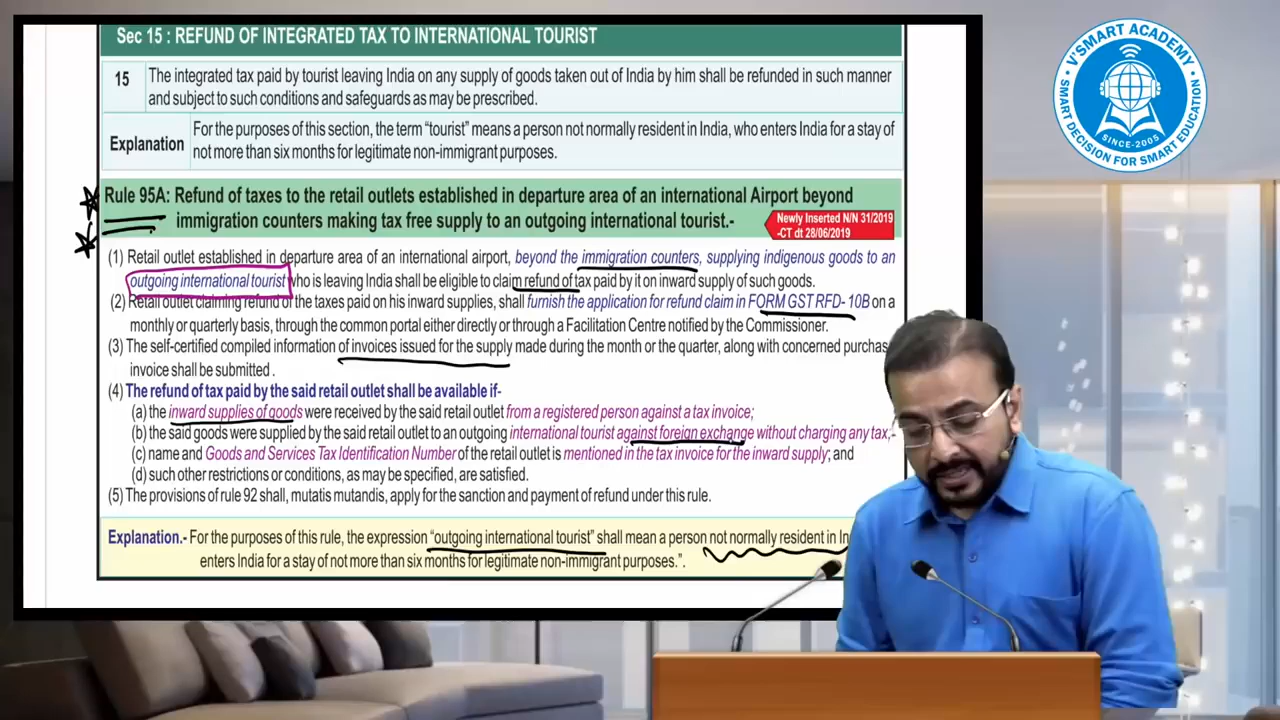 Sec 15 : REFUND OF INTEGRATED TAX TO INTERNATIONAL TOURIST
15 The integrated tax paid by tourist leaving India on any supply of goods taken out of India by him shall be refunded in such manner
and subject to such conditions and safeguards as may be prescribed.
Explanation For the purposes of this section, the term “tourist” means a person not normally resident in India, who enters India for a stay of
not more than six months for legitimate non-immigrant purposes.
Rule 95A: Refund of taxes to the retail outlets established in departure area of an international Airport beyond
immigration counters making tax free supply to an outgoing international tourist.-
Newly Inserted N/N 31/2019
-CT dt 28/06/2019
(1) Retail outlet established in departure area of an international airport, beyond the immigration counters, supplying indigenous goods to an
outgoing international tourist who is leaving India shall be eligible to claim refund of tax paid by it on inward supply of such goods.
(2) Retail outlet claiming refund of the taxes paid on his inward supplies, shall furnish the application for refund claim in FORM GST RFD- 10B on a
monthly or quarterly basis, through the common portal either directly or through a Facilitation Centre notified by the Commissioner.
(3) The self-certified compiled information of invoices issued for the supply made during the month or the quarter, along with concerned purchas
invoice shall be submitted .
(4) The refund of tax paid by the said retail outlet shall be available if-
(a) the inward supplies of goods were received by the said retail outlet from a registered person against a tax invoice;
(b) the said goods were supplied by the said retail outlet to an outgoing international tourist against foreign exchange without charging any tax;-
(c) name and Goods and Services Tax Identification Number of the retail outlet is mentioned in the tax invoice for the inward supply; and
(d) such other restrictions or conditions, as may be specified, are satisfied.
(5) The provisions of rule 92 shall, mutatis mutandis, apply for the sanction and payment of refund under this rule.
Explanation.- For the purposes of this rule, the expression “outgoing international tourist” shall mean a person not normally resident in In
enters India for a stay of not more than six months for legitimate non-immigrant purposes.”.
V'SMART ACADEMY
SINCE-2005
SMART DECISION FOR SMART EDUCATION